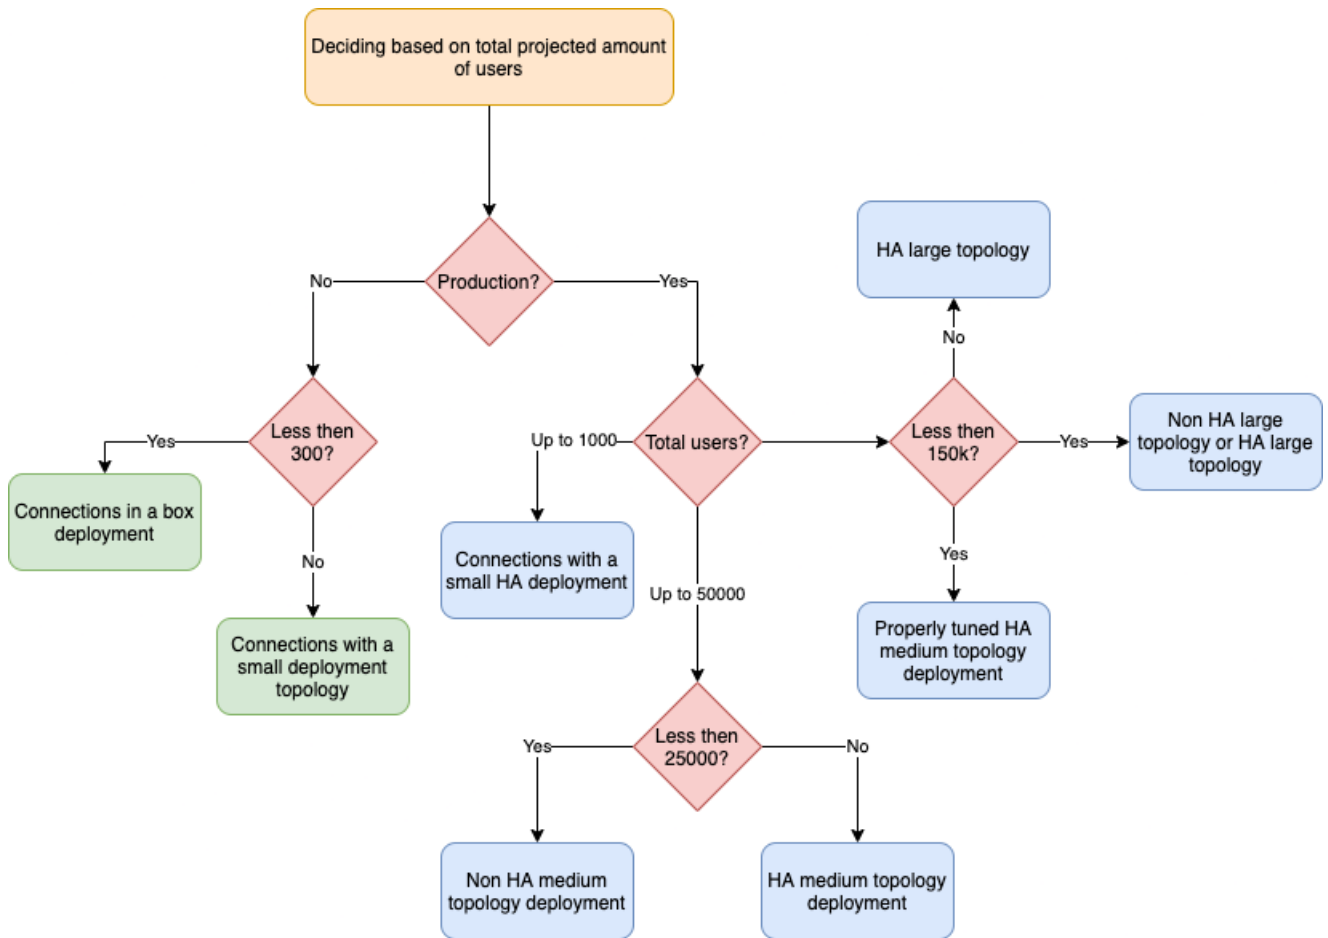 Deciding based on total projected amount
of users
Production?
No
Yes
HA large topology
No
Less then
300?
Yes
Total users?
Up to 1000
Less then
150k?
Yes
Non HA large
topology or HA large
topology
Connections in a box
deployment
No
Connections with a
small HA deployment
Yes
Up to 50000
Connections with a
small deployment
topology
Properly tuned HA
medium topology
deployment
Less then
25000?
Yes
No
Non HA medium
topology deployment
HA medium topology
deployment